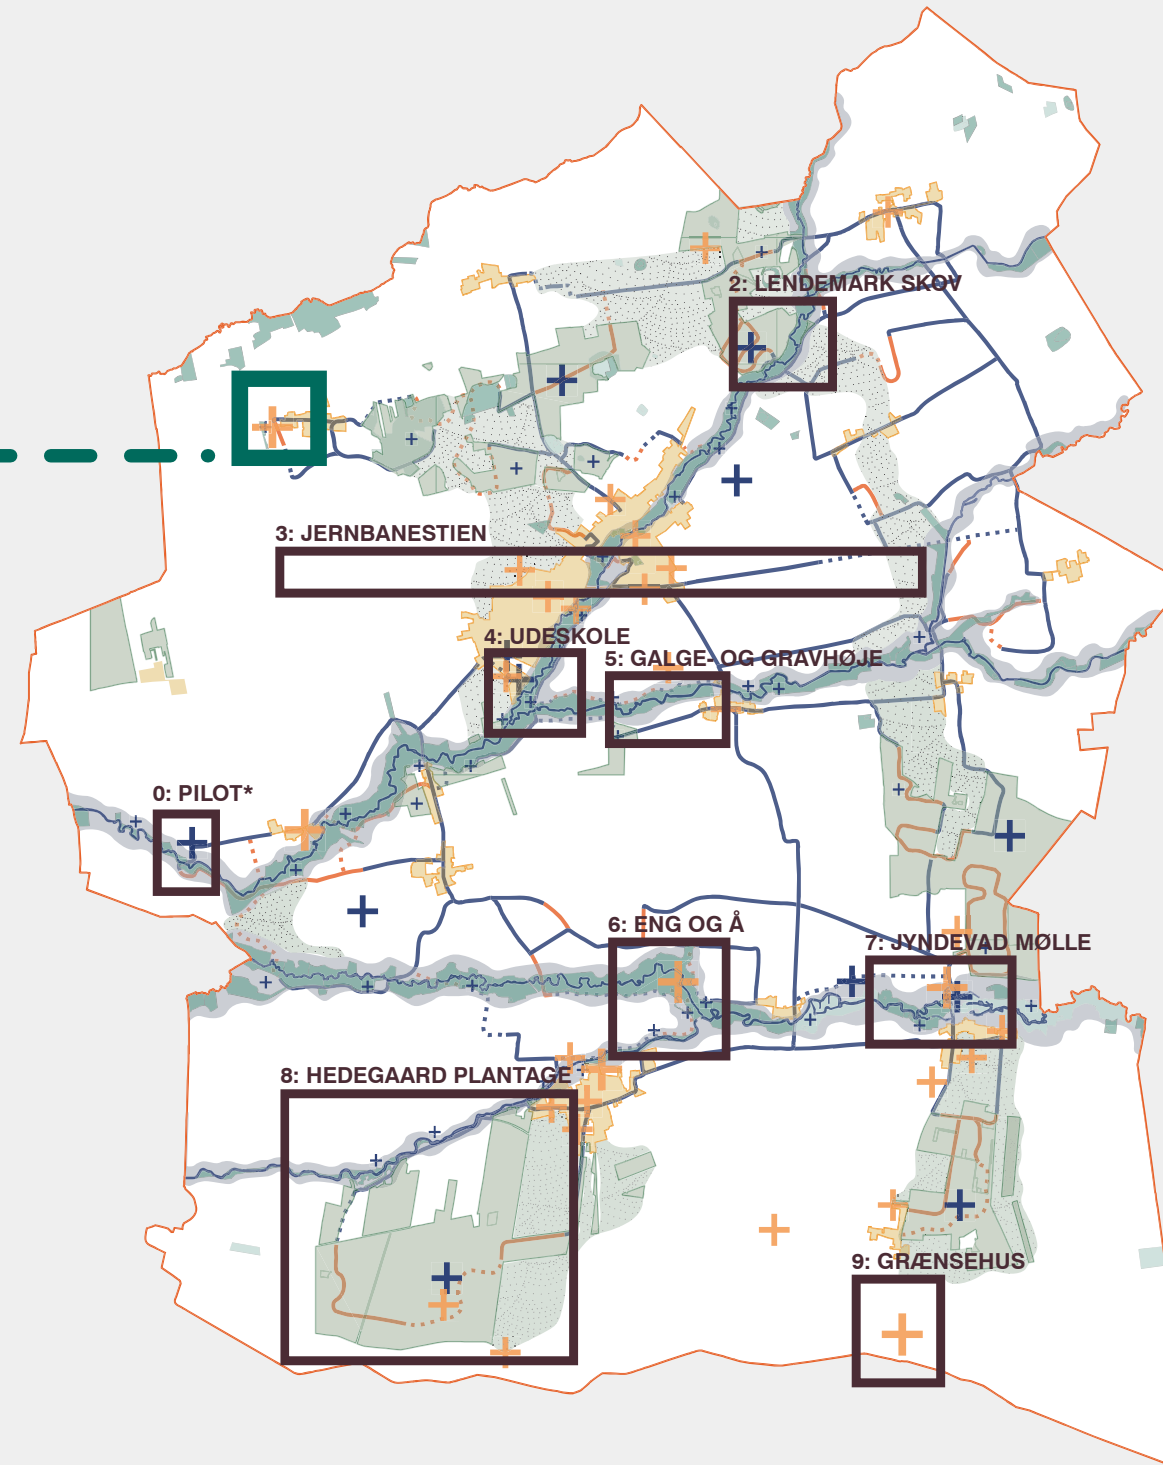 2: LENDEMARK SKOV
3: JERNBANESTIEN
4: UDESKOLE
5: GALGE- OG GRAVHØJE
0: PILOT*
6: ENG OG Å
7: JYNDEVAD MØLLE
8: HEDEGAARD PLANTAGE
9: GRÆNSEHUS